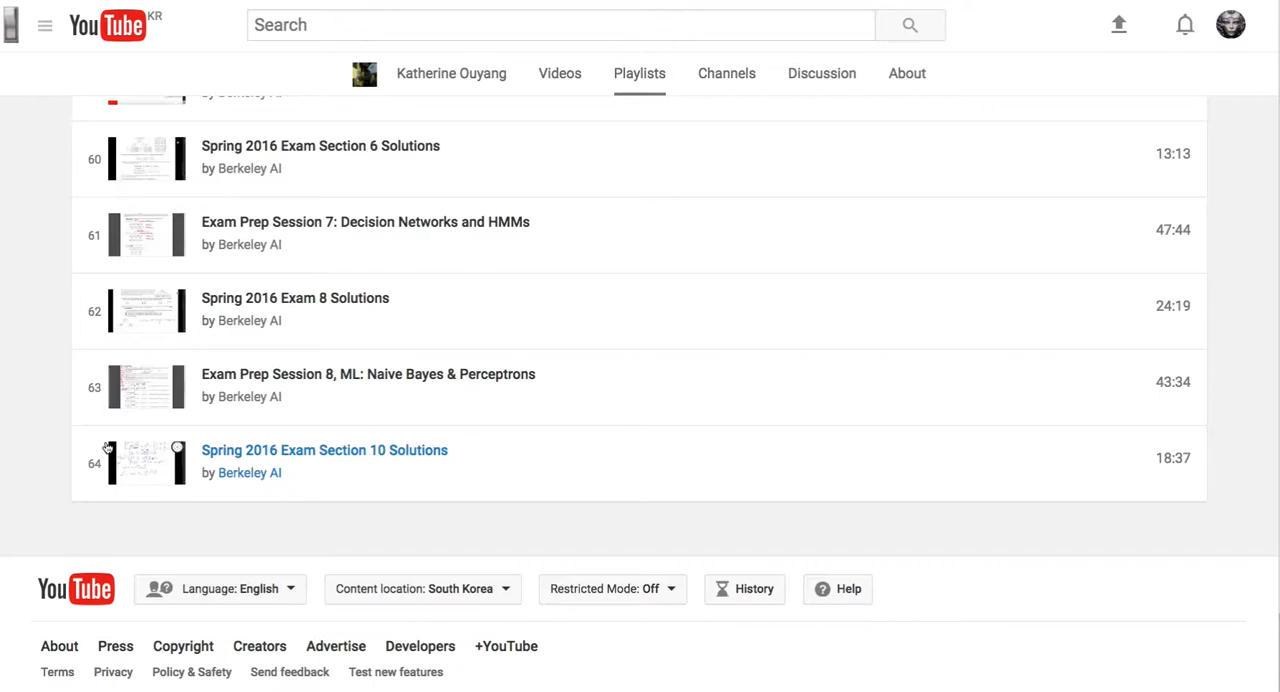 YouTube KR
Search
Katherine Ouyang Videos Playlists Channels Discussion About
by Berkeley AI
60 Spring 2016 Exam Section 6 Solutions 13:13
by Berkeley AI
61 Exam Prep Session 7: Decision Networks and HMMs 47:44
by Berkeley AI
62 Spring 2016 Exam 8 Solutions 24:19
by Berkeley AI
63 Exam Prep Session 8, ML: Naive Bayes & Perceptrons 43:34
by Berkeley AI
64 Spring 2016 Exam Section 10 Solutions 18:37
by Berkeley AI
YouTube Language: English Content location: South Korea Restricted Mode: Off History Help
About Press Copyright Creators Advertise Developers +YouTube
Terms Privacy Policy & Safety Send feedback Test new features